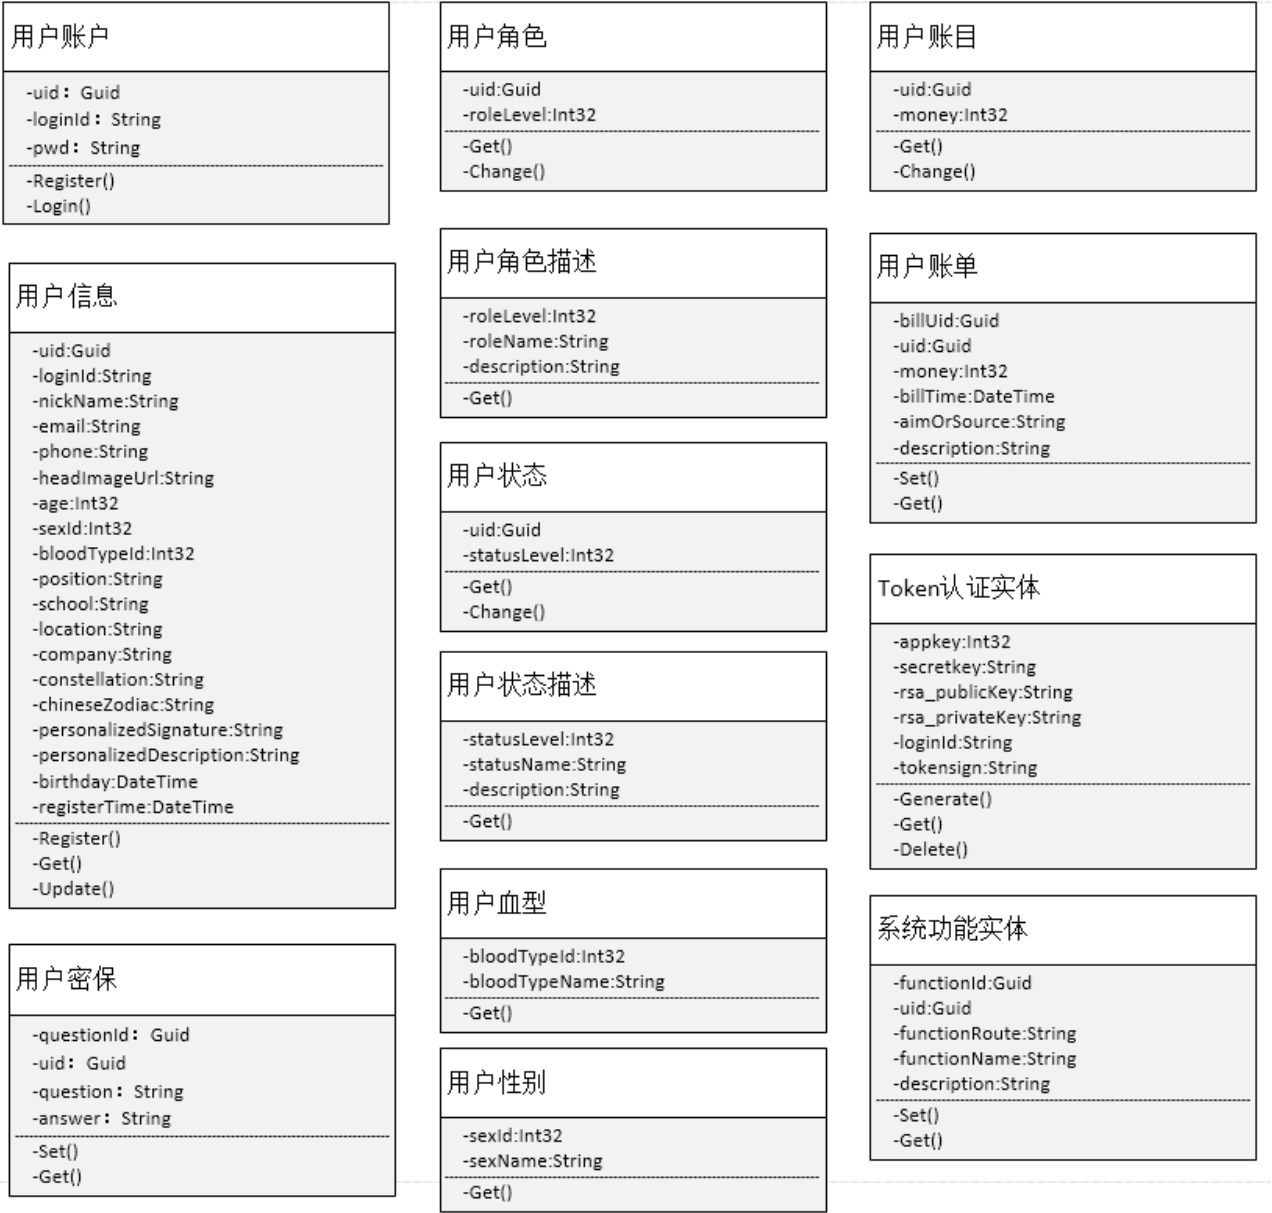 用户账户
-uid：Guid
-loginId：String
-pwd：String
-Register()
-Login()
用户信息
-uid:Guid
-loginId:String
-nickName:String
-email:String
-phone:String
-headImageUrl:String
-age:Int32
-sexId:Int32
-bloodTypeId:Int32
-position:String
-school:String
-location:String
-company:String
-constellation:String
-chineseZodiac:String
-personalizedSignature:String
-personalizedDescription:String
-birthday:DateTime
-registerTime:DateTime
-Register()
-Get()
-Update()
用户密保
-questionId：Guid
-uid：Guid
-question：String
-answer：String
-Set()
-Get()
用户角色
-uid:Guid
-roleLevel:Int32
-Get()
-Change()
用户角色描述
-roleLevel:Int32
-roleName:String
-description:String
-Get()
用户状态
-uid:Guid
-statusLevel:Int32
-Get()
-Change()
用户状态描述
-statusLevel:Int32
-statusName:String
-description:String
-Get()
用户血型
-bloodTypeId:Int32
-bloodTypeName:String
-Get()
用户性别
-sexId:Int32
-sexName:String
-Get()
用户账目
-uid:Guid
-money:Int32
-Get()
-Change()
用户账单
-billUid:Guid
-uid:Guid
-money:Int32
-billTime:DateTime
-aimOrSource:String
-description:String
-Set()
-Get()
Token认证实体
-appkey:Int32
-secretkey:String
-rsa_publicKey:String
-rsa_privateKey:String
-loginId:String
-tokensign:String
-Generate()
-Get()
-Delete()
系统功能实体
-functionId:Guid
-uid:Guid
-functionRoute:String
-functionName:String
-description:String
-Set()
-Get()